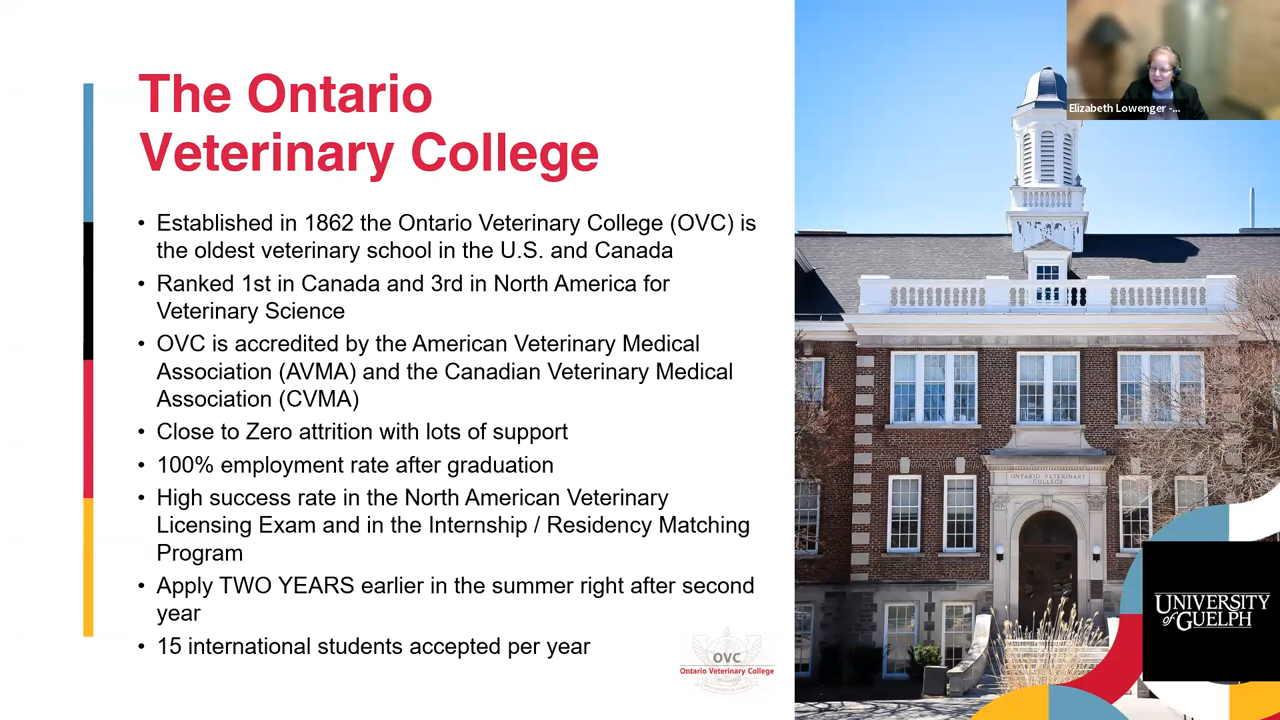 The Ontario
Veterinary College
• Established in 1862 the Ontario Veterinary College (OVC) is
the oldest veterinary school in the U.S. and Canada
• Ranked 1st in Canada and 3rd in North America for
Veterinary Science
• OVC is accredited by the American Veterinary Medical
Association (AVMA) and the Canadian Veterinary Medical
Association (CVMA)
• Close to Zero attrition with lots of support
• 100% employment rate after graduation
• High success rate in the North American Veterinary
Licensing Exam and in the Internship / Residency Matching
Program
• Apply TWO YEARS earlier in the summer right after second
year
• 15 international students accepted per year
OVC
Ontario Veterinary College
Elizabeth Lowenger -...
ONTARIO VETERINARY
COLLEGE
UNIVERSITY
of GUELPH